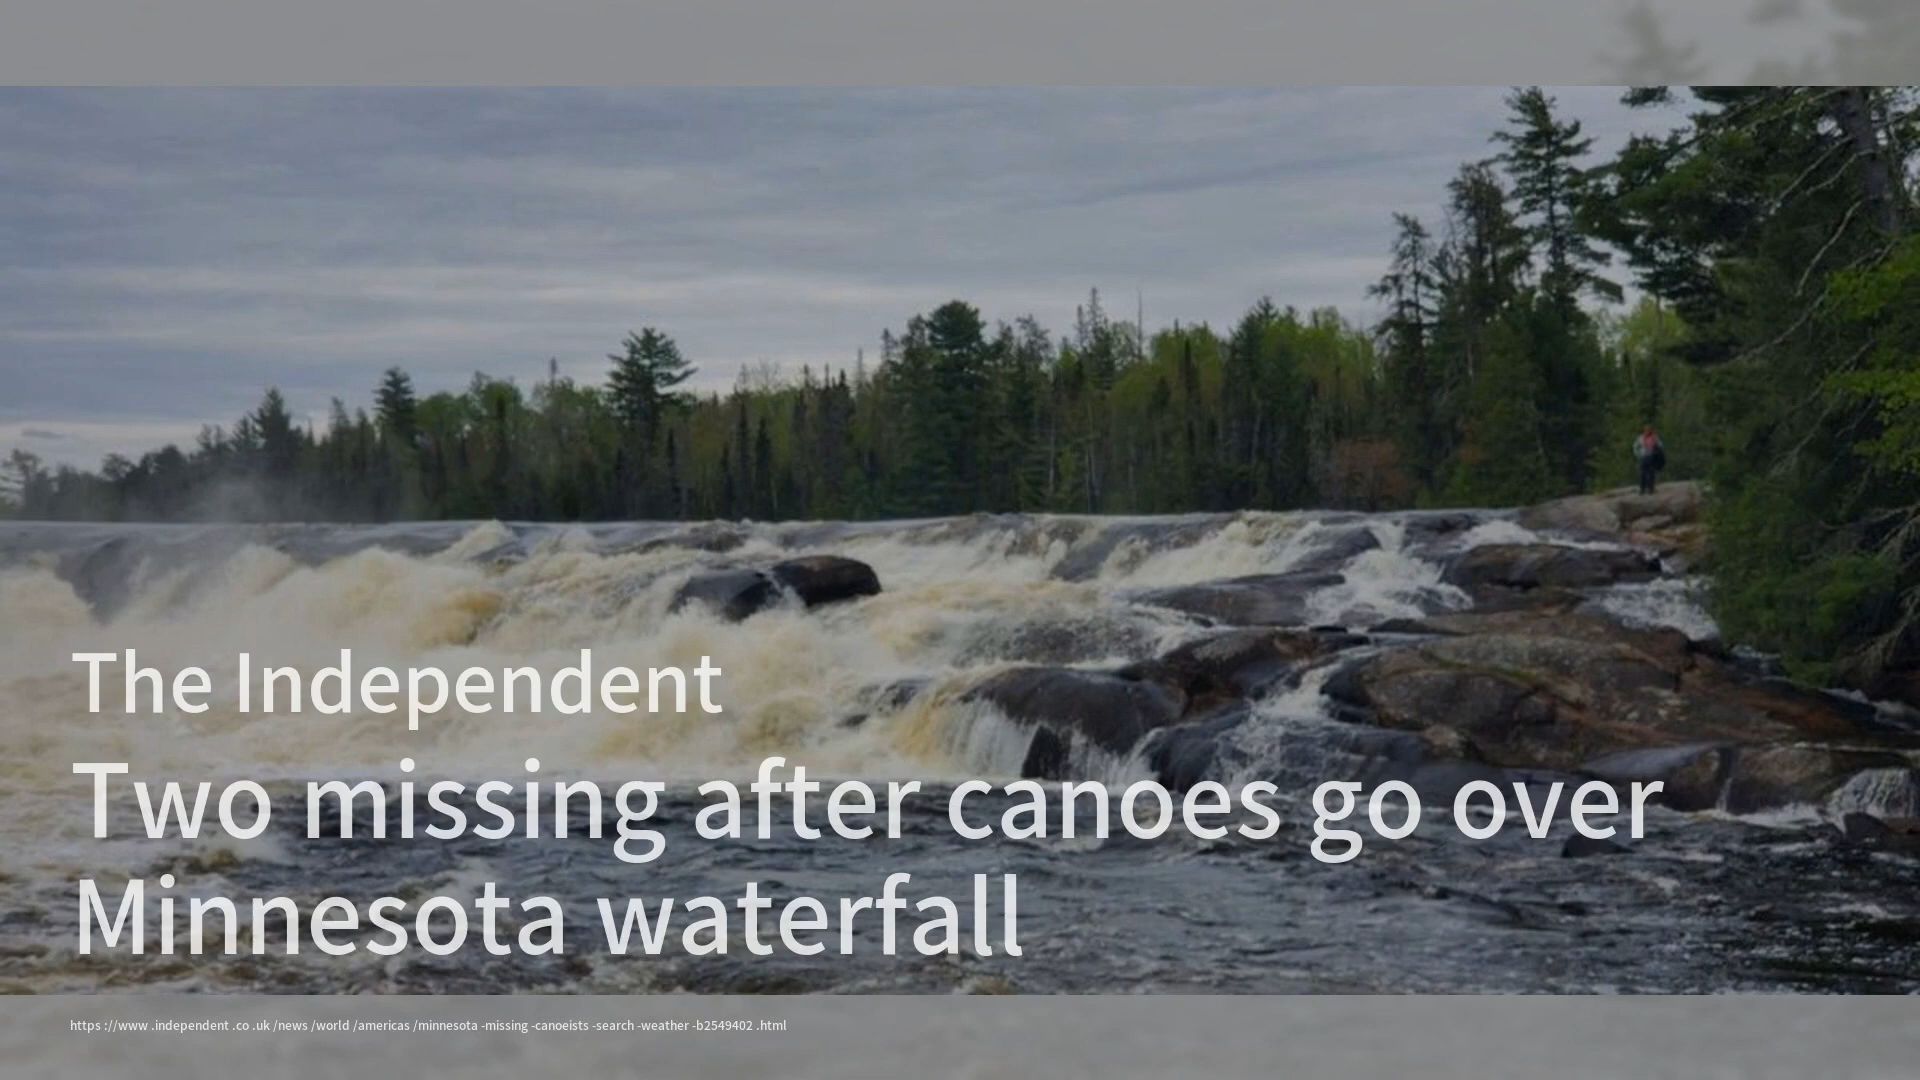 The Independent
Two missing after canoes go over
Minnesota waterfall
https ://www .independent .co .uk /news /world /americas /minnesota -missing -canoeists -search -weather -b2549402 .html